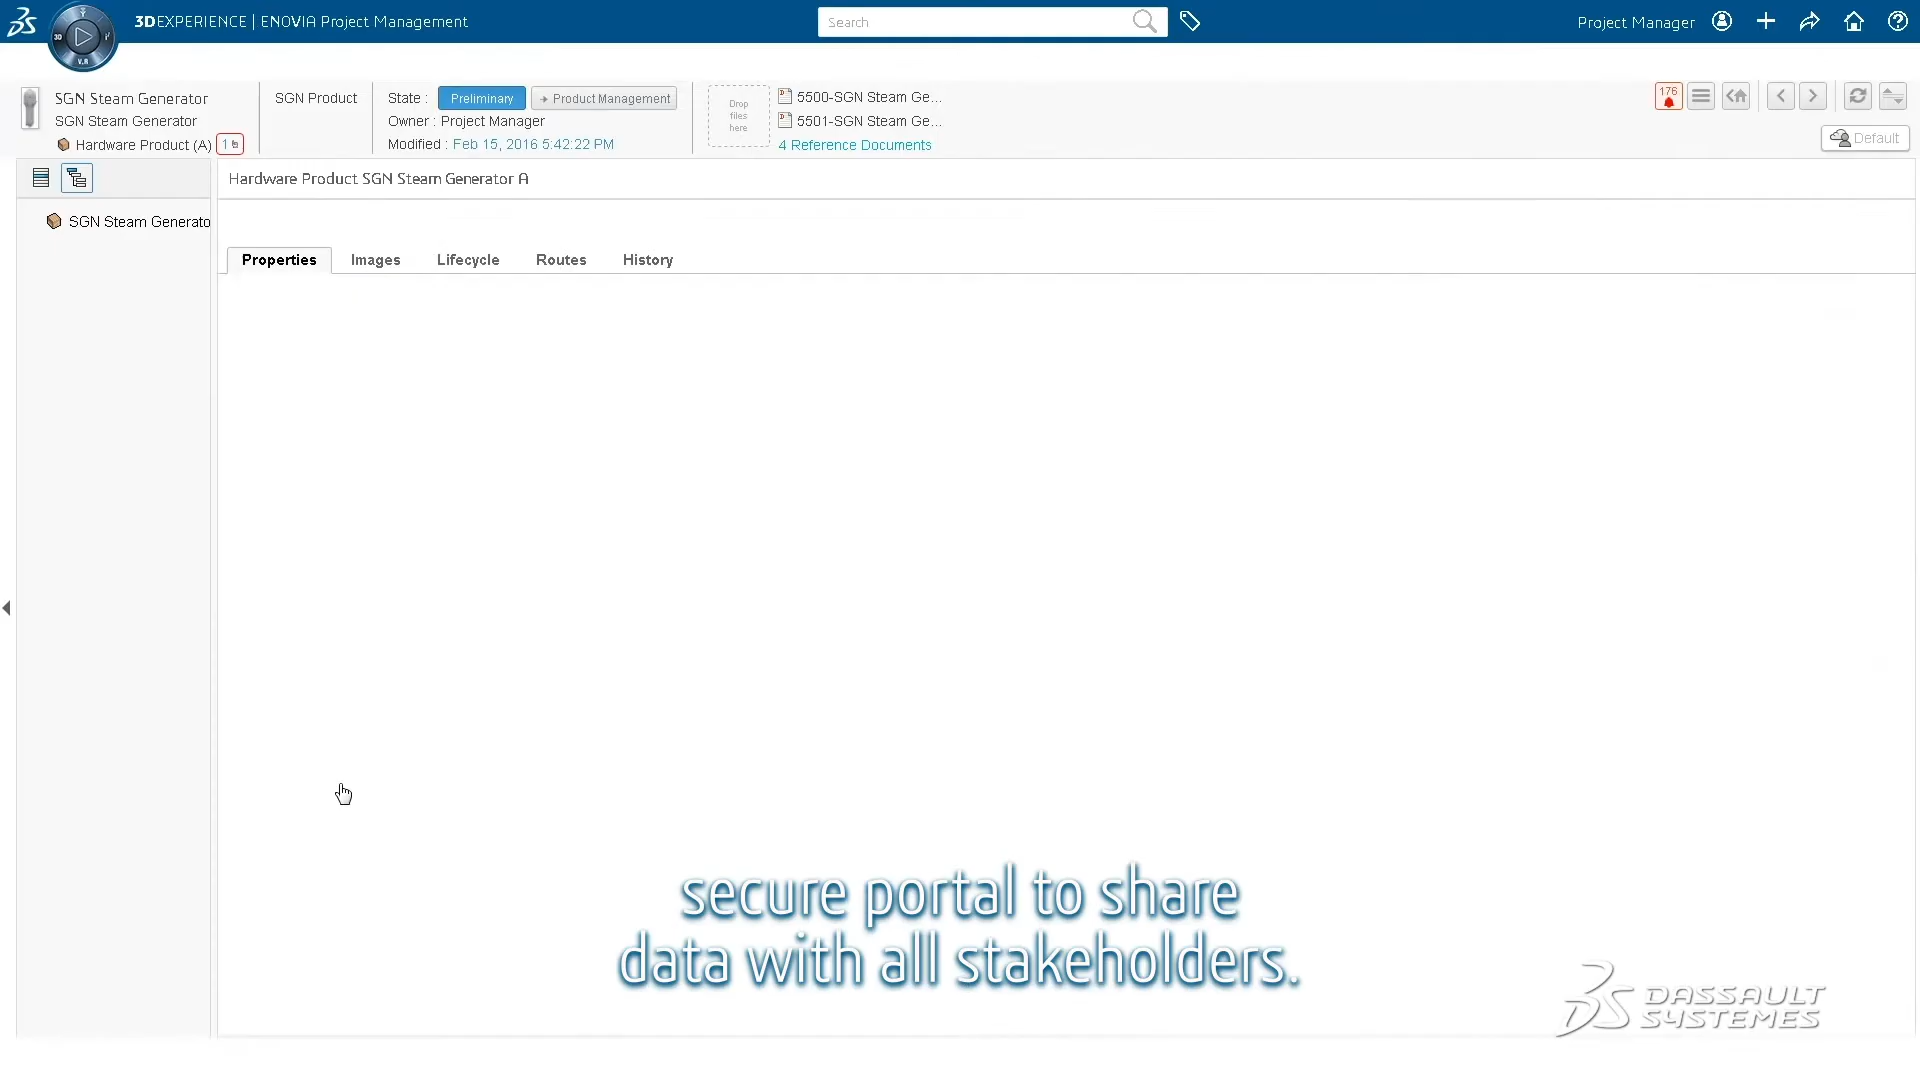 3DEXPERIENCE | ENOVIA Project Management
Search
Project Manager
3D
V.R
SGN Steam Generator
SGN Steam Generator
Hardware Product (A) 1
SGN Product
State : Preliminary Product Management
Owner : Project Manager
Modified : Feb 15, 2016 5:42:22 PM
Drop
files
here
5500-SGN Steam Ge...
5501-SGN Steam Ge...
4 Reference Documents
176
Default
Hardware Product SGN Steam Generator A
SGN Steam Generato
Properties Images Lifecycle Routes History
secure portal to share
data with all stakeholders.
DASSAULT
SYSTEMES